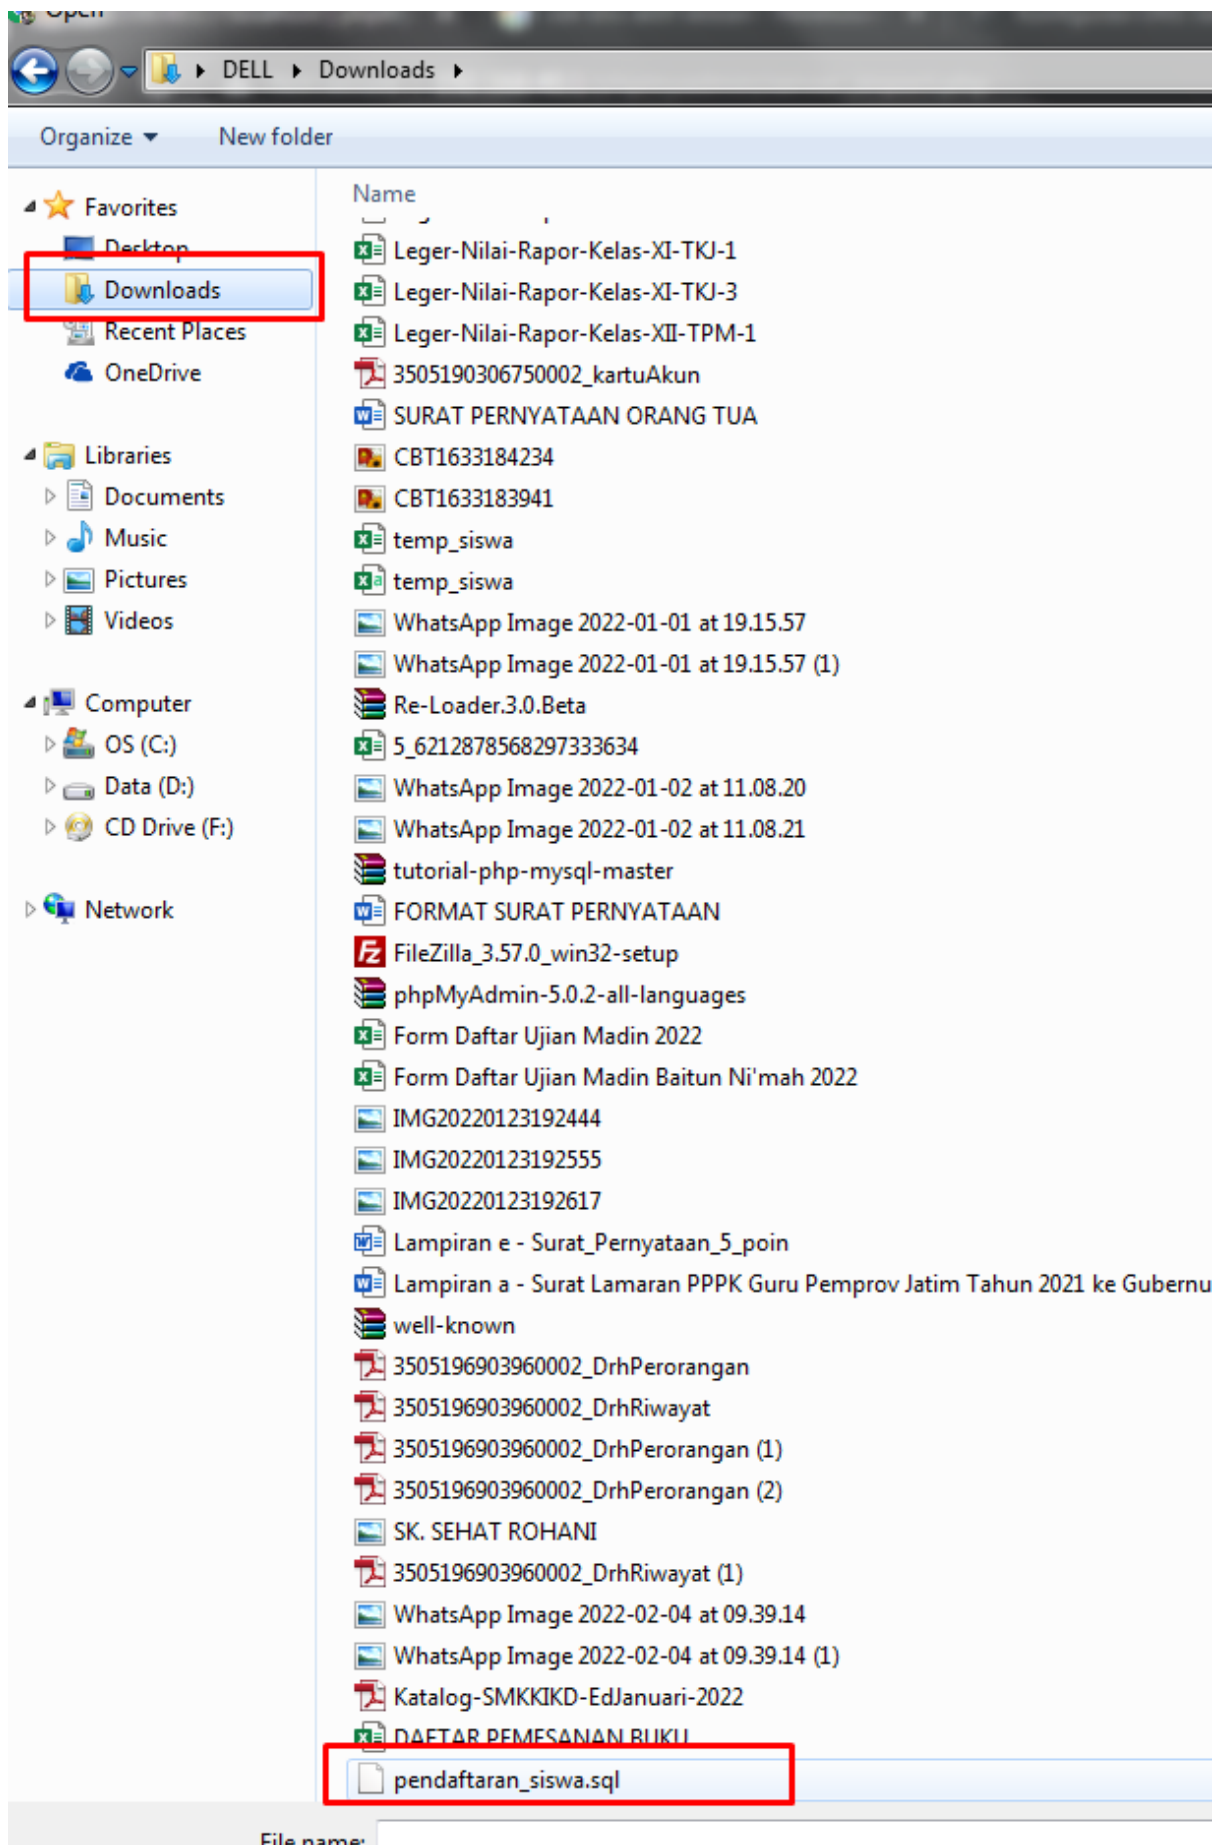 Open
DELL Downloads
Organize New folder
Favorites
Desktop
Downloads
Recent Places
OneDrive
Libraries
Documents
Music
Pictures
Videos
Computer
OS (C:)
Data (D:)
CD Drive (F:)
Network
Name
Leger-Nilai-Rapor-Kelas-XI-TKJ-1
Leger-Nilai-Rapor-Kelas-XI-TKJ-3
Leger-Nilai-Rapor-Kelas-XII-TPM-1
3505190306750002_kartuAkun
SURAT PERNYATAAN ORANG TUA
CBT1633184234
CBT1633183941
temp_siswa
temp_siswa
WhatsApp Image 2022-01-01 at 19.15.57
WhatsApp Image 2022-01-01 at 19.15.57 (1)
Re-Loader.3.0.Beta
5_6212878568297333634
WhatsApp Image 2022-01-02 at 11.08.20
WhatsApp Image 2022-01-02 at 11.08.21
tutorial-php-mysql-master
FORMAT SURAT PERNYATAAN
FileZilla_3.57.0_win32-setup
phpMyAdmin-5.0.2-all-languages
Form Daftar Ujian Madin 2022
Form Daftar Ujian Madin Baitun Ni'mah 2022
IMG20220123192444
IMG20220123192555
IMG20220123192617
Lampiran e - Surat_Pernyataan_5_poin
Lampiran a - Surat Lamaran PPPK Guru Pemprov Jatim Tahun 2021 ke Gubernu
well-known
3505196903960002_DrhPerorangan
3505196903960002_DrhRiwayat
3505196903960002_DrhPerorangan (1)
3505196903960002_DrhPerorangan (2)
SK. SEHAT ROHANI
3505196903960002_DrhRiwayat (1)
WhatsApp Image 2022-02-04 at 09.39.14
WhatsApp Image 2022-02-04 at 09.39.14 (1)
Katalog-SMKKIKD-EdJanuari-2022
DAFTAR PEMESANAN BUKU
pendaftaran_siswa.sql
File name: